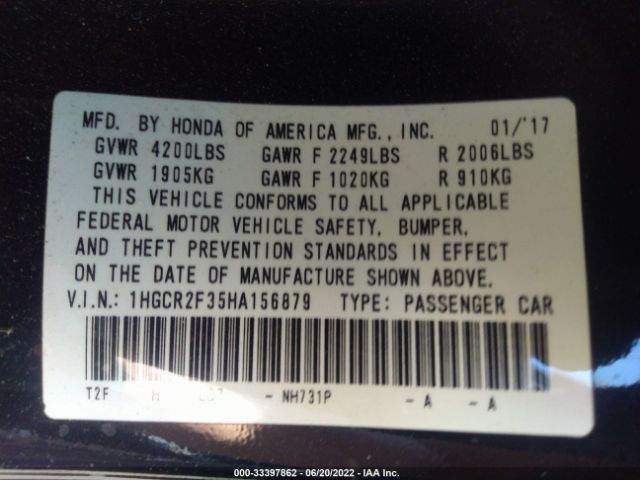 MFD. BY HONDA OF AMERICA MFG., INC. 01/'17
GVWR 4200LBS GAWR F 2249LBS R 2006LBS
GVWR 1905KG GAWR F 1020KG R 910KG
THIS VEHICLE CONFORMS TO ALL APPLICABLE
FEDERAL MOTOR VEHICLE SAFETY, BUMPER,
AND THEFT PREVENTION STANDARDS IN EFFECT
ON THE DATE OF MANUFACTURE SHOWN ABOVE.
V.I.N.: 1HGCR2F35HA156879 TYPE: PASSENGER CAR
T2F H - NH731P - A - A
000-33397862 - 06/20/2022 - IAA Inc.